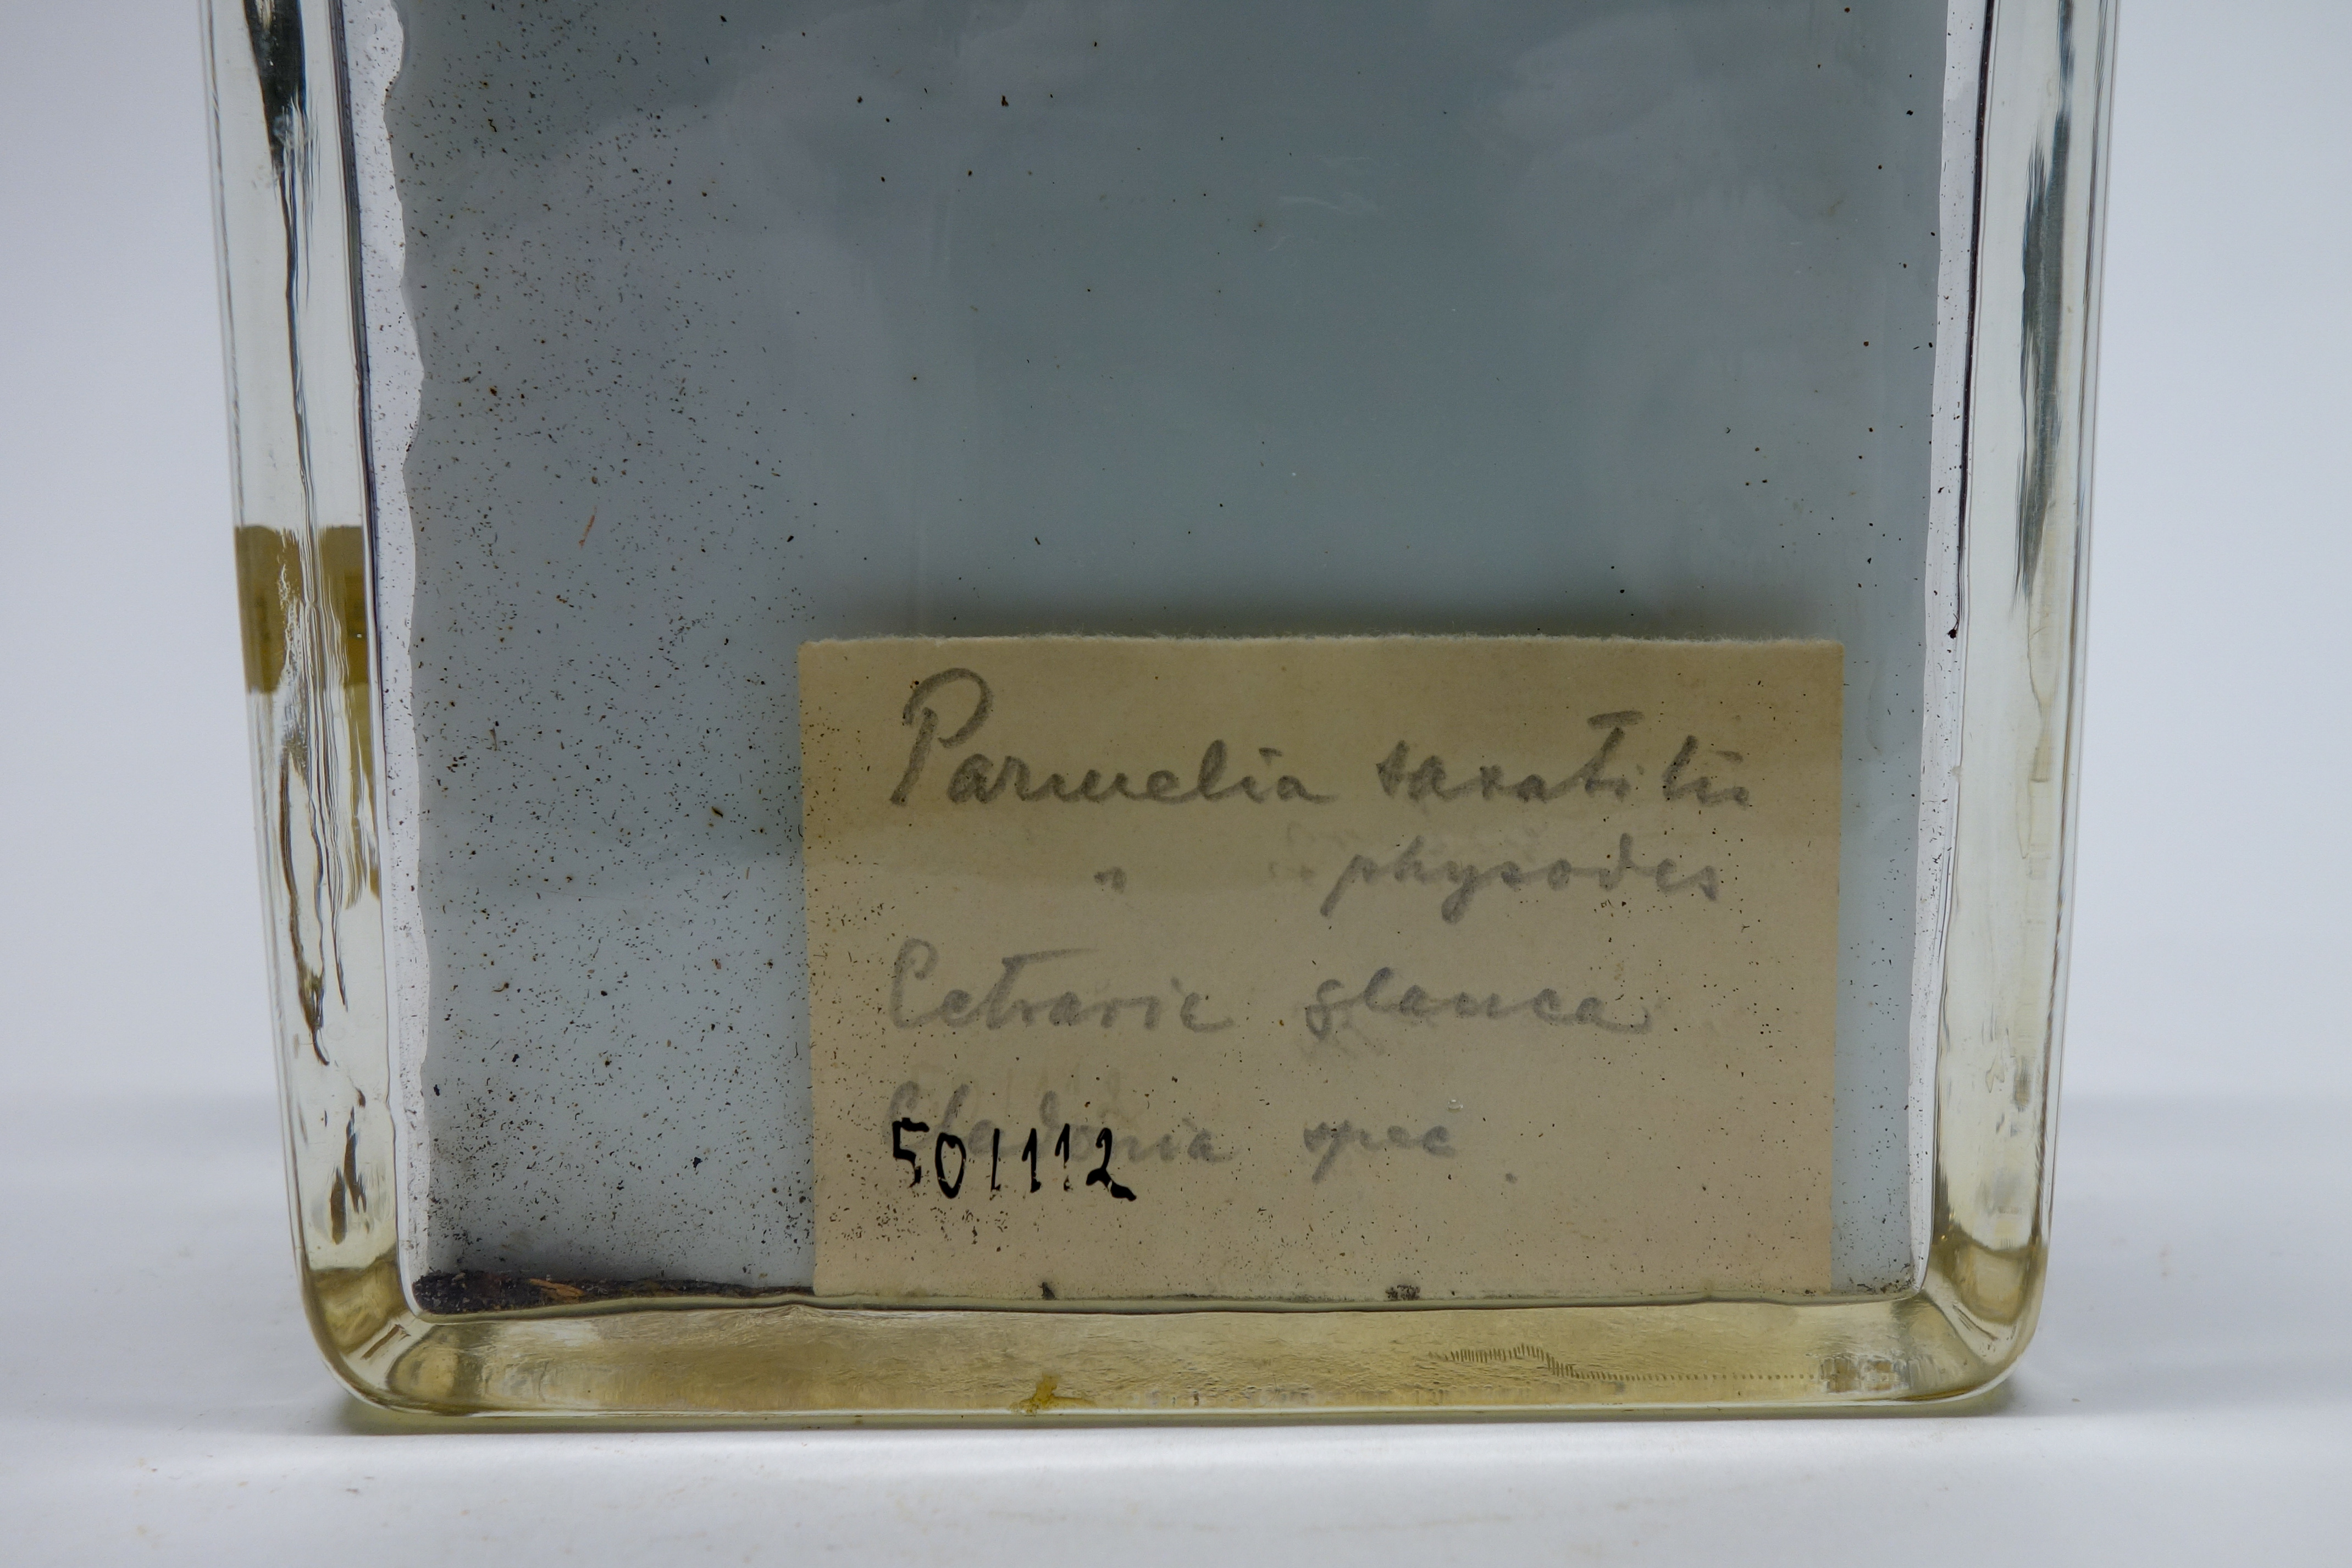 Parmelia saxatilis
" physodes
Cetraria glauca
Cladonia spec.
501112